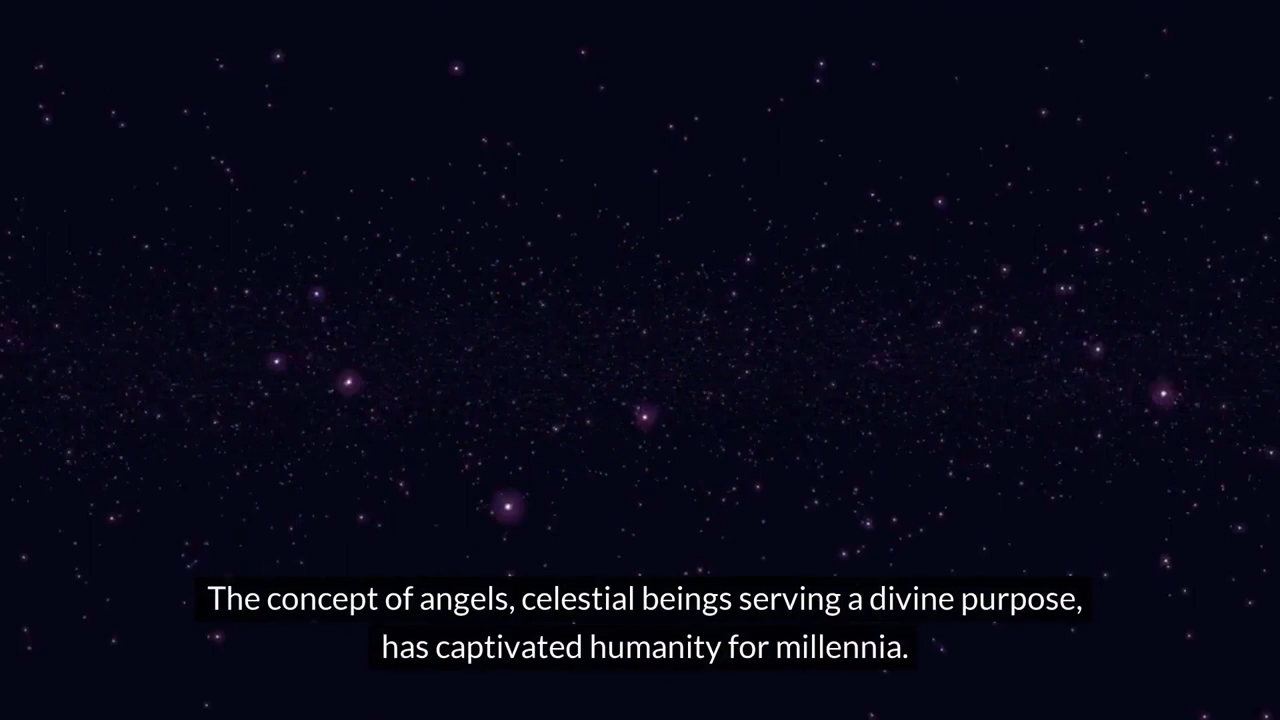 The concept of angels, celestial beings serving a divine purpose,
has captivated humanity for millennia.